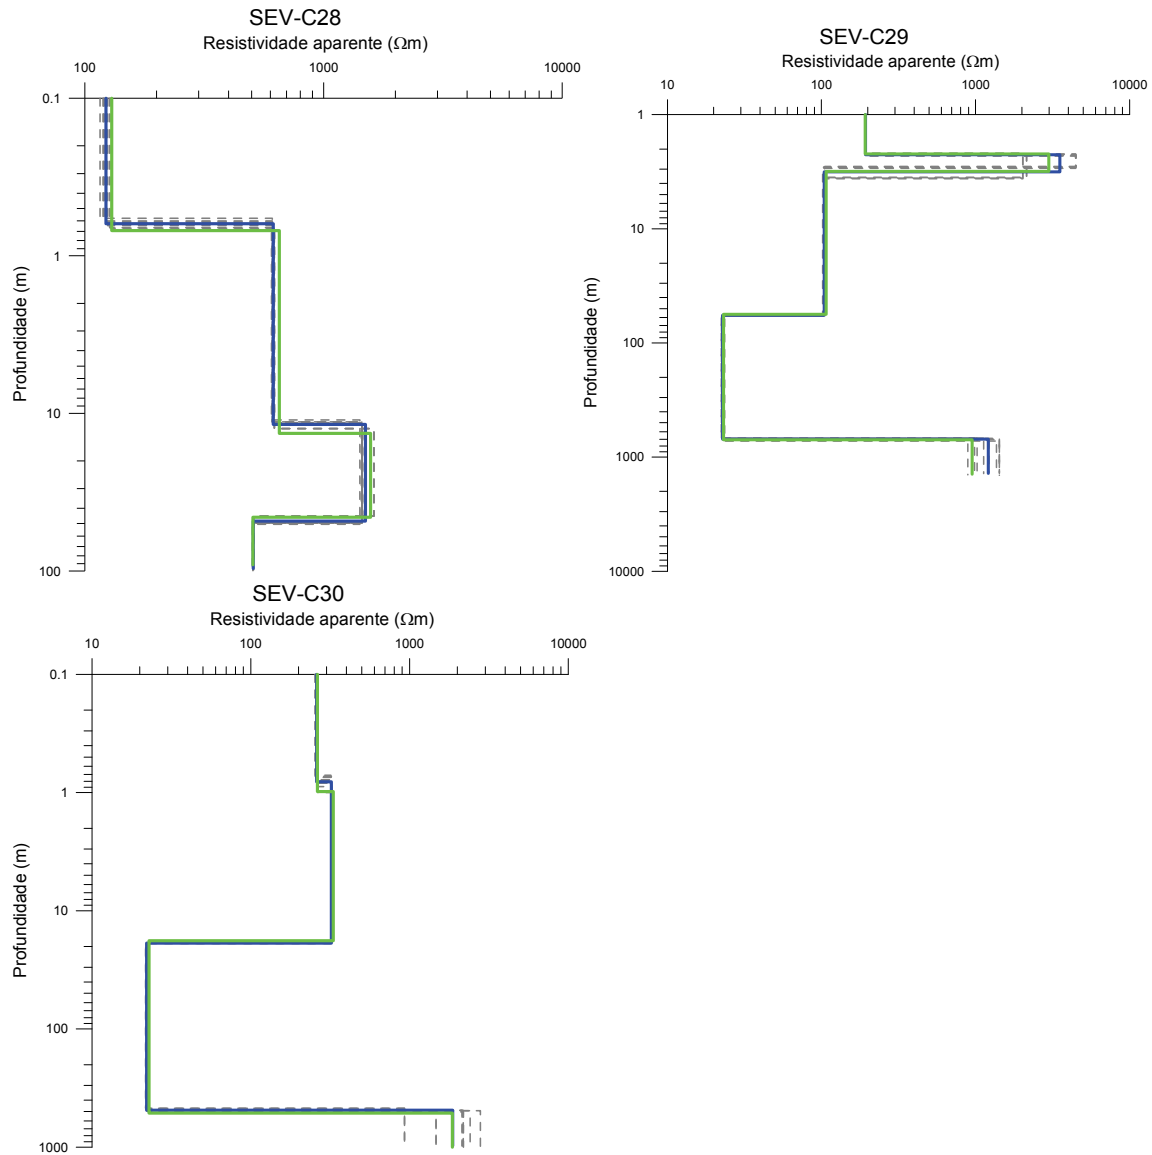 SEV-C28
Resistividade aparente (Ωm)
100 1000 10000
0.1
1
10
100
Profundidade (m)
SEV-C29
Resistividade aparente (Ωm)
10 100 1000 10000
1
10
100
1000
10000
Profundidade (m)
SEV-C30
Resistividade aparente (Ωm)
10 100 1000 10000
0.1
1
10
100
1000
Profundidade (m)